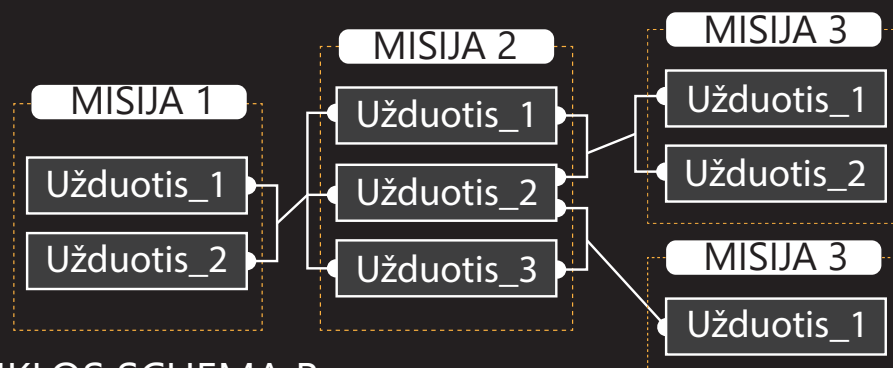 MISIJA 1
Užduotis_1
Užduotis_2
MISIJA 2
Užduotis_1
Užduotis_2
Užduotis_3
MISIJA 3
Užduotis_1
Užduotis_2
MISIJA 3
Užduotis_1